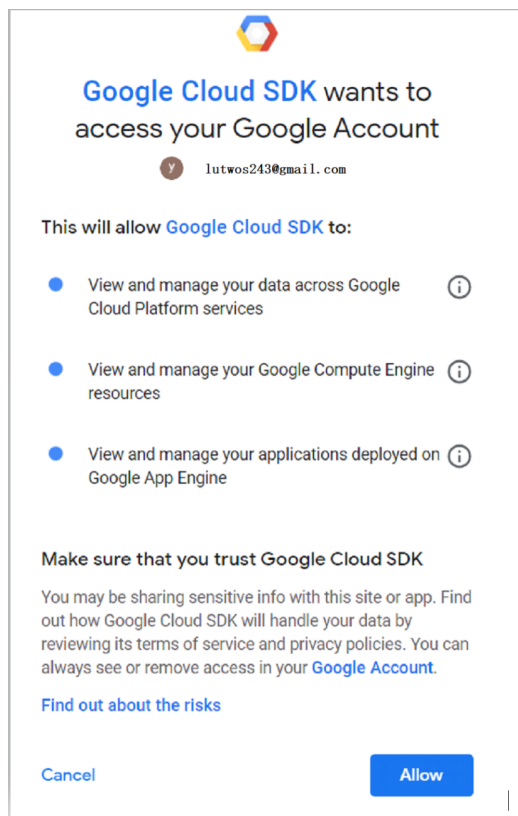 Google Cloud SDK wants to
access your Google Account
y lutwos243@gmail.com
This will allow Google Cloud SDK to:
View and manage your data across Google
Cloud Platform services
View and manage your Google Compute Engine
resources
View and manage your applications deployed on
Google App Engine
Make sure that you trust Google Cloud SDK
You may be sharing sensitive info with this site or app. Find
out how Google Cloud SDK will handle your data by
reviewing its terms of service and privacy policies. You can
always see or remove access in your Google Account.
Find out about the risks
Cancel Allow